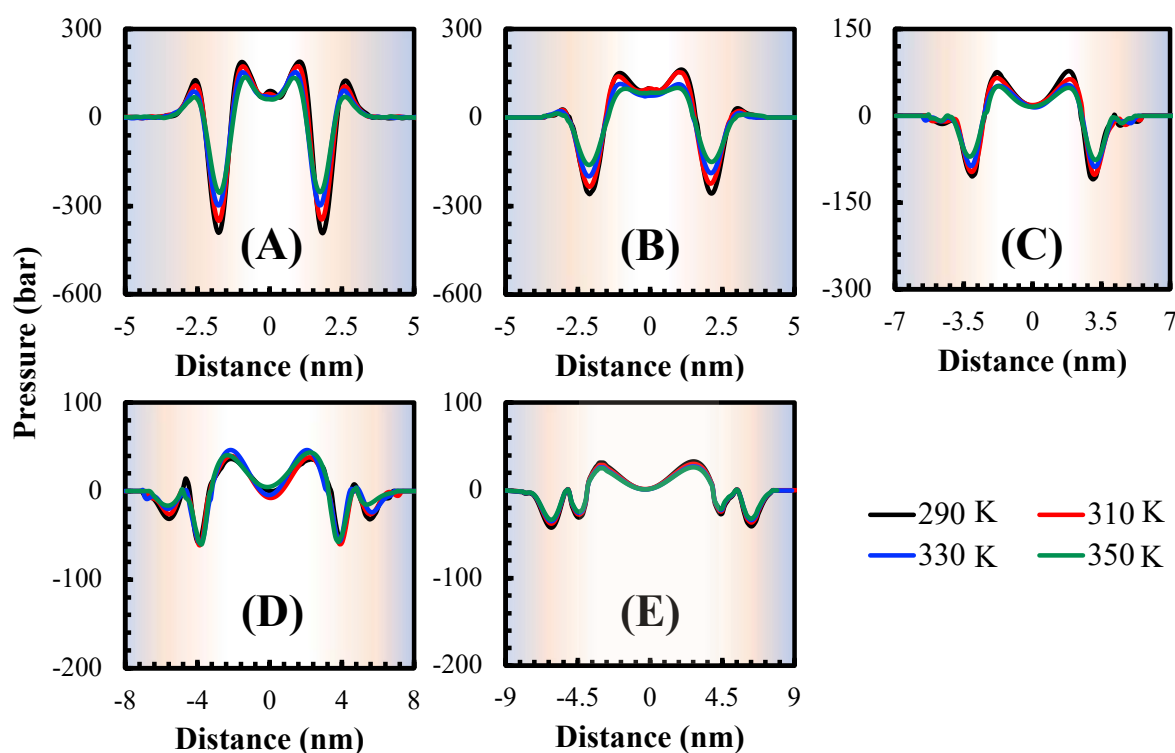 300
0
-300
-600
(A)
-5 -2.5 0 2.5 5
Distance (nm)
300
0
-300
-600
(B)
-5 -2.5 0 2.5 5
Distance (nm)
150
0
-150
-300
(C)
-7 -3.5 0 3.5 7
Distance (nm)
Pressure (bar)
100
0
-100
-200
(D)
-8 -4 0 4 8
Distance (nm)
100
0
-100
-200
(E)
-9 -4.5 0 4.5 9
Distance (nm)
290 K 310 K
330 K 350 K